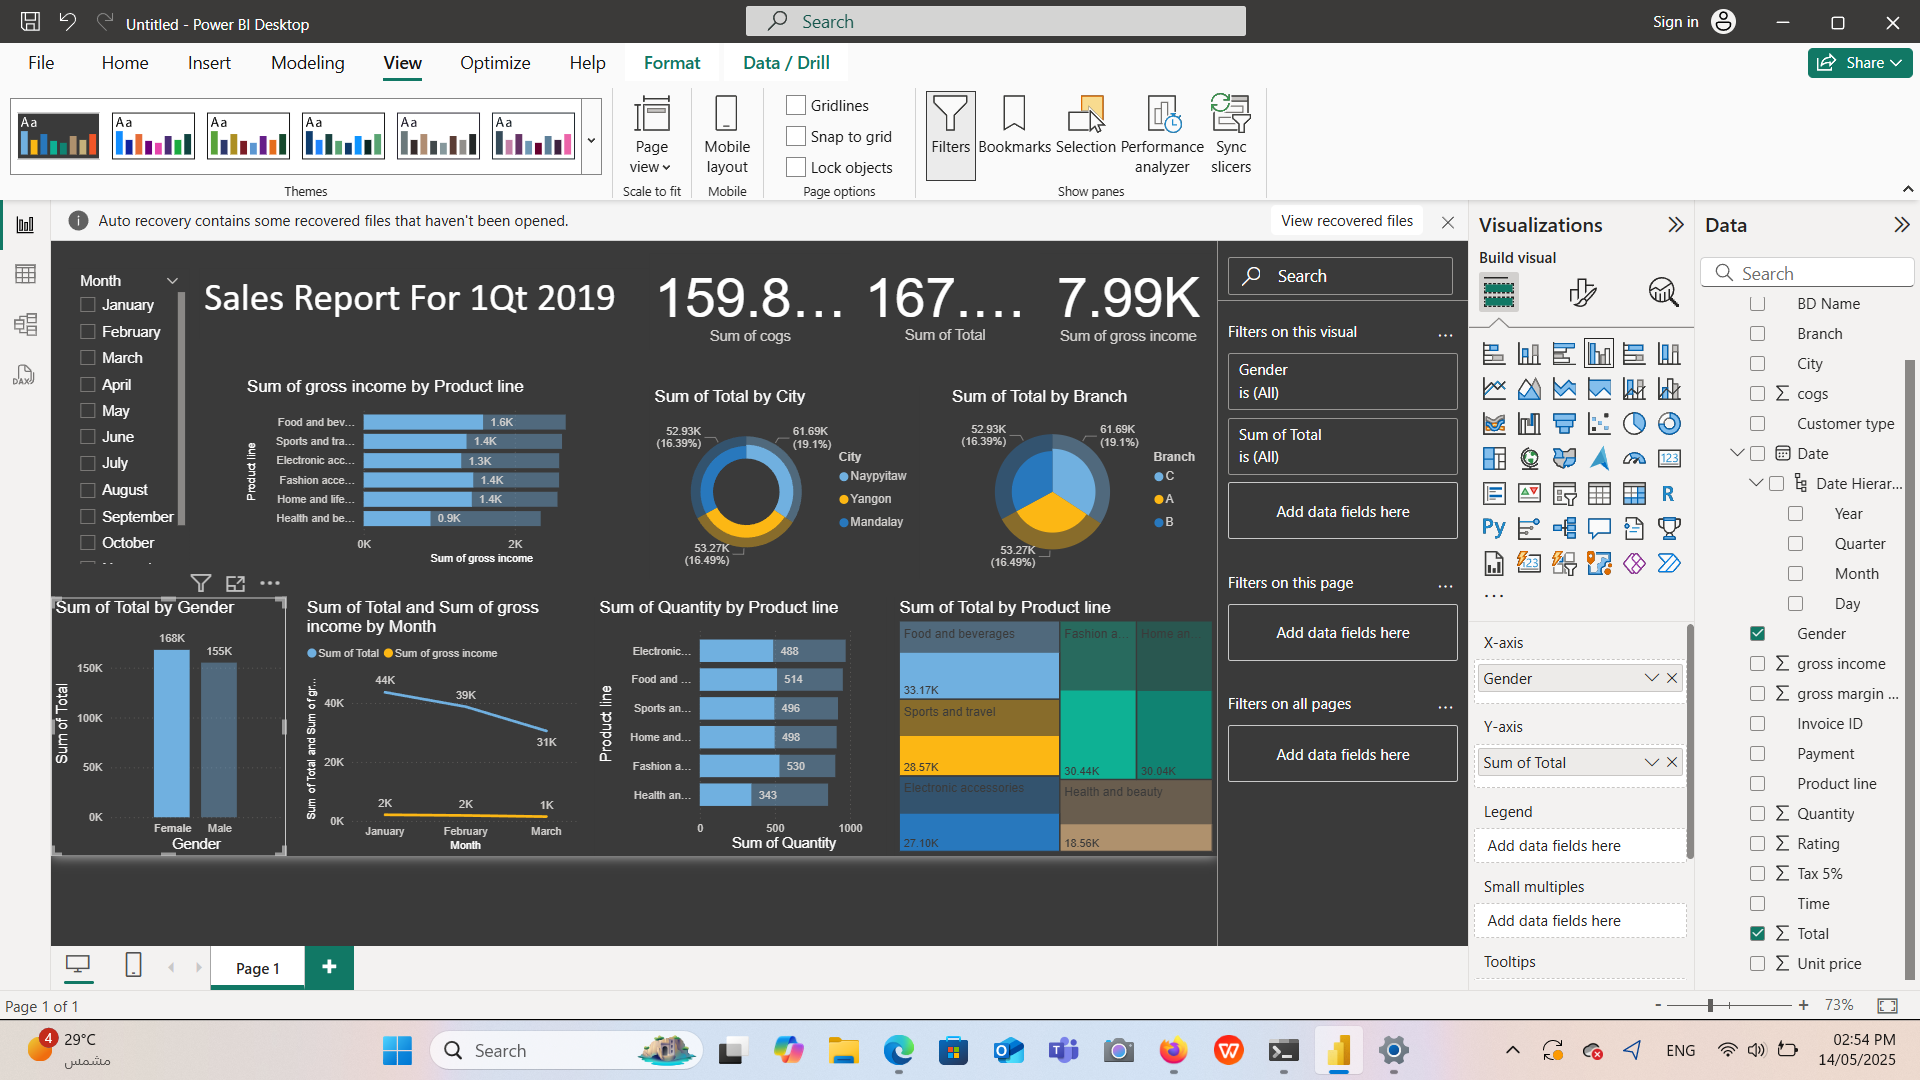 Untitled - Power BI Desktop
Search
Sign in
File
Home
Insert
Modeling
View
Optimize
Help
Format
Data / Drill
Share
Aa
Aa
Aa
Aa
Aa
Aa
Themes
Page view
Scale to fit
Mobile layout
Mobile
Gridlines
Snap to grid
Lock objects
Page options
Filters
Bookmarks
Selection
Performance analyzer
Sync slicers
Show panes
Auto recovery contains some recovered files that haven't been opened.
View recovered files
Month
January
February
March
April
May
June
July
August
September
October
Sales Report For 1Qt 2019
159.8...
Sum of cogs
167....
Sum of Total
7.99K
Sum of gross income
Sum of gross income by Product line
Product line
Food and bev... 1.6K
Sports and tra... 1.4K
Electronic acc... 1.3K
Fashion acce... 1.4K
Home and life... 1.4K
Health and be... 0.9K
0K 2K
Sum of gross income
Sum of Total by City
52.93K
(16.39%)
61.69K
(19.1%)
53.27K
(16.49%)
City
Naypyitaw
Yangon
Mandalay
Sum of Total by Branch
52.93K
(16.39%)
61.69K
(19.1%)
53.27K
(16.49%)
Branch
C
A
B
Sum of Total by Gender
Sum of Total
150K
100K
50K
0K
168K
155K
Female Male
Gender
Sum of Total and Sum of gross
income by Month
Sum of Total Sum of gross income
Sum of Total and Sum of gr...
40K
20K
0K
44K
39K
31K
2K
2K
1K
January February March
Month
Sum of Quantity by Product line
Product line
Electronic... 488
Food and ... 514
Sports an... 496
Home and... 498
Fashion a... 530
Health an... 343
0 500 1000
Sum of Quantity
Sum of Total by Product line
Food and beverages
33.17K
Sports and travel
28.57K
Electronic accessories
27.10K
Fashion a...
30.44K
Home an...
30.04K
Health and beauty
18.56K
Search
Filters on this visual
...
Gender
is (All)
Sum of Total
is (All)
Add data fields here
Filters on this page
...
Add data fields here
Filters on all pages
...
Add data fields here
Visualizations
Build visual
123
R
Py
123
...
X-axis
Gender
Y-axis
Sum of Total
Legend
Add data fields here
Small multiples
Add data fields here
Tooltips
Data
Search
BD Name
Branch
City
Σ cogs
Customer type
Date
Date Hierar...
Year
Quarter
Month
Day
Gender
Σ gross income
Σ gross margin ...
Invoice ID
Payment
Product line
Σ Quantity
Σ Rating
Σ Tax 5%
Time
Σ Total
Σ Unit price
DAX
Page 1
+
Page 1 of 1
- + 73%
4
29°C
مشمس
Search
ENG
02:54 PM
14/05/2025